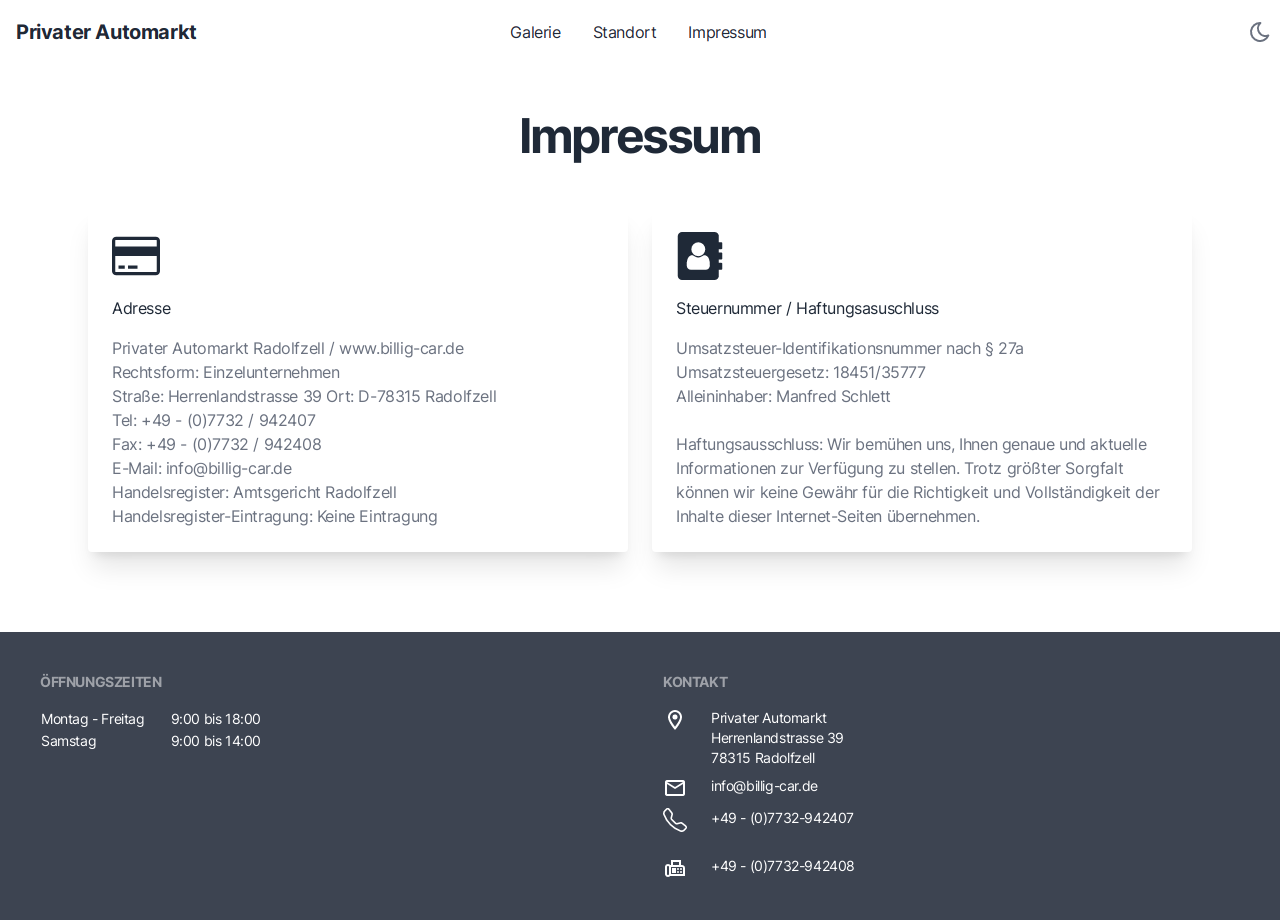 Privater Automarkt
Galerie
Standort
Impressum
Impressum
Adresse
Privater Automarkt Radolfzell / www.billig-car.de
Rechtsform: Einzelunternehmen
Straße: Herrenlandstrasse 39 Ort: D-78315 Radolfzell
Tel: +49 - (0)7732 / 942407
Fax: +49 - (0)7732 / 942408
E-Mail: info@billig-car.de
Handelsregister: Amtsgericht Radolfzell
Handelsregister-Eintragung: Keine Eintragung
Steuernummer / Haftungsasuschluss
Umsatzsteuer-Identifikationsnummer nach § 27a
Umsatzsteuergesetz: 18451/35777
Alleininhaber: Manfred Schlett
Haftungsausschluss: Wir bemühen uns, Ihnen genaue und aktuelle
Informationen zur Verfügung zu stellen. Trotz größter Sorgfalt
können wir keine Gewähr für die Richtigkeit und Vollständigkeit der
Inhalte dieser Internet-Seiten übernehmen.
ÖFFNUNGSZEITEN
Montag - Freitag 9:00 bis 18:00
Samstag 9:00 bis 14:00
KONTAKT
Privater Automarkt
Herrenlandstrasse 39
78315 Radolfzell
info@billig-car.de
+49 - (0)7732-942407
+49 - (0)7732-942408